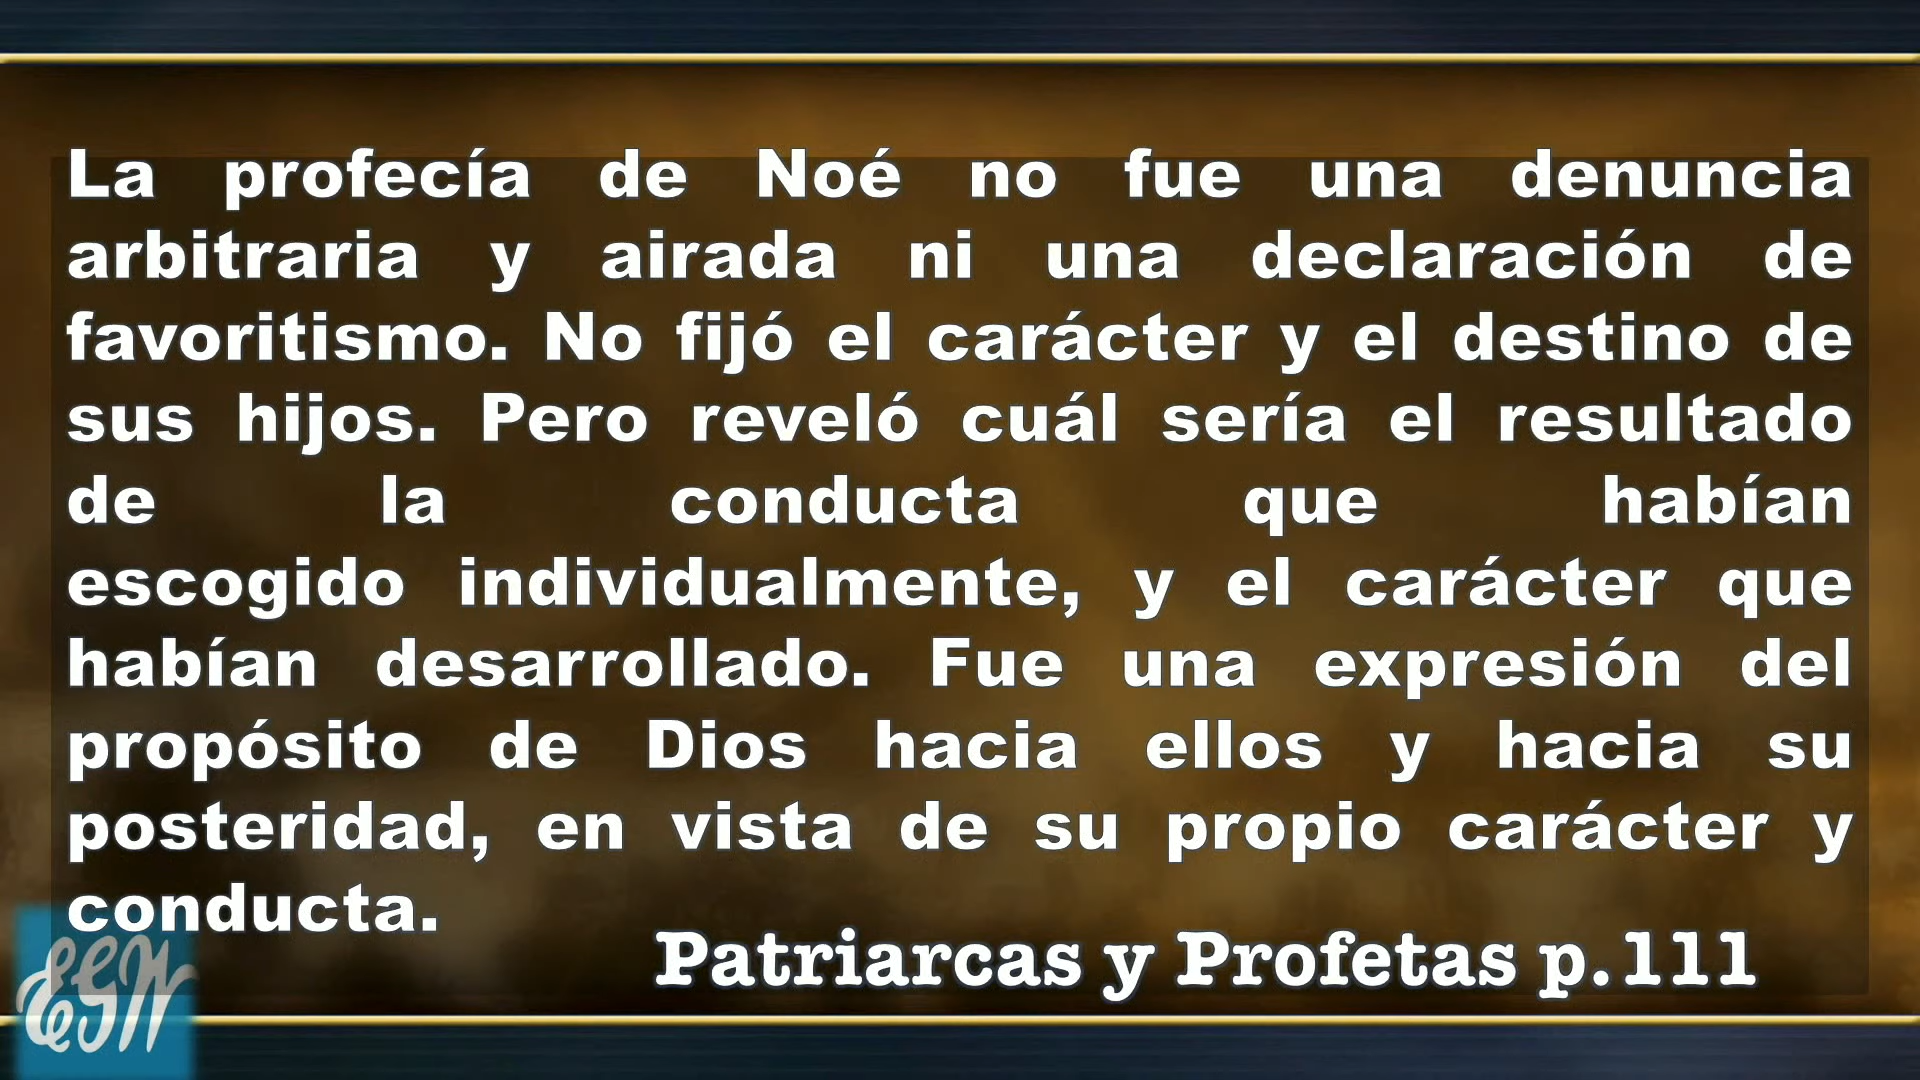 La profecía de Noé no fue una denuncia
arbitraria y airada ni una declaración de
favoritismo. No fijó el carácter y el destino de
sus hijos. Pero reveló cuál sería el resultado
de la conducta que habían
escogido individualmente, y el carácter que
habían desarrollado. Fue una expresión del
propósito de Dios hacia ellos y hacia su
posteridad, en vista de su propio carácter y
conducta.
Patriarcas y Profetas p.111
EGW